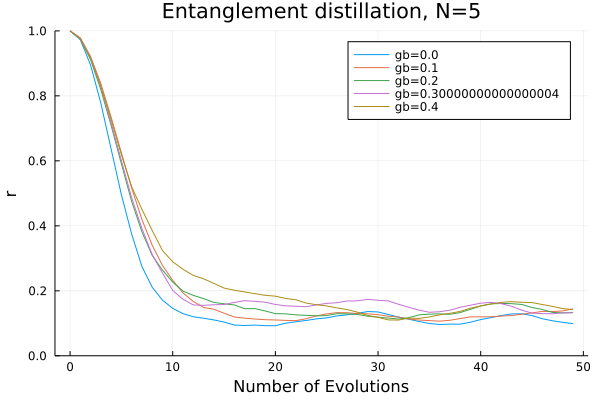 Entanglement distillation, N=5
1.0
0.8
0.6
0.4
0.2
0.0
r
gb=0.0
gb=0.1
gb=0.2
gb=0.30000000000000004
gb=0.4
0 10 20 30 40 50
Number of Evolutions